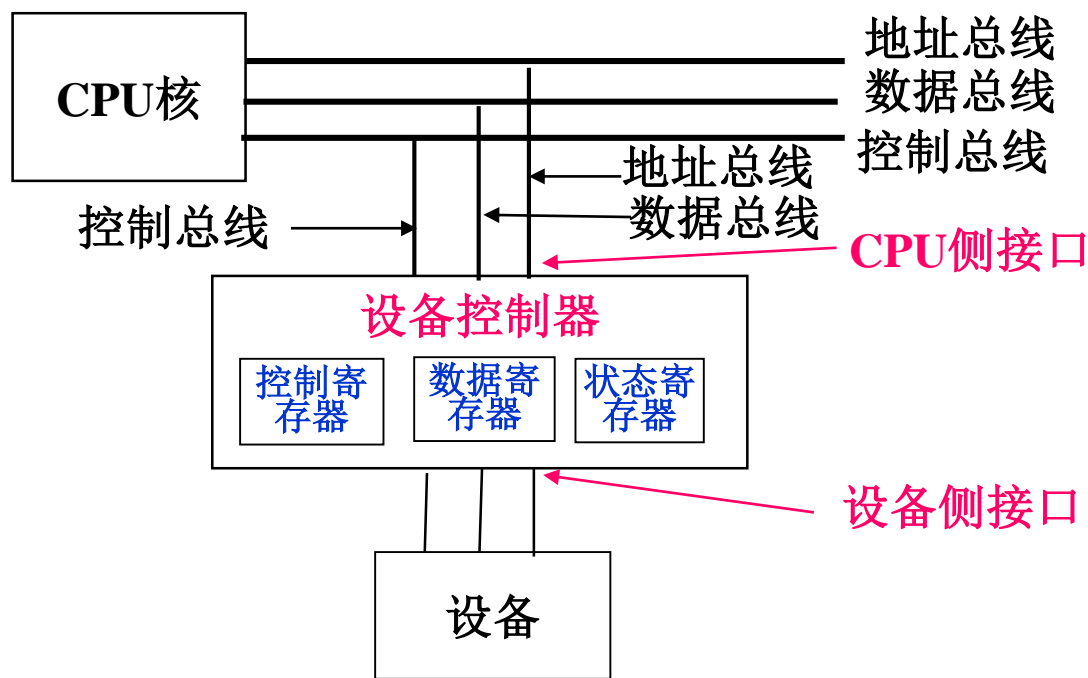 地址总线
CPU核
数据总线
控制总线
地址总线
数据总线
控制总线
CPU侧接口
设备控制器
控制寄
存器
数据寄
存器
状态寄
存器
设备侧接口
设备